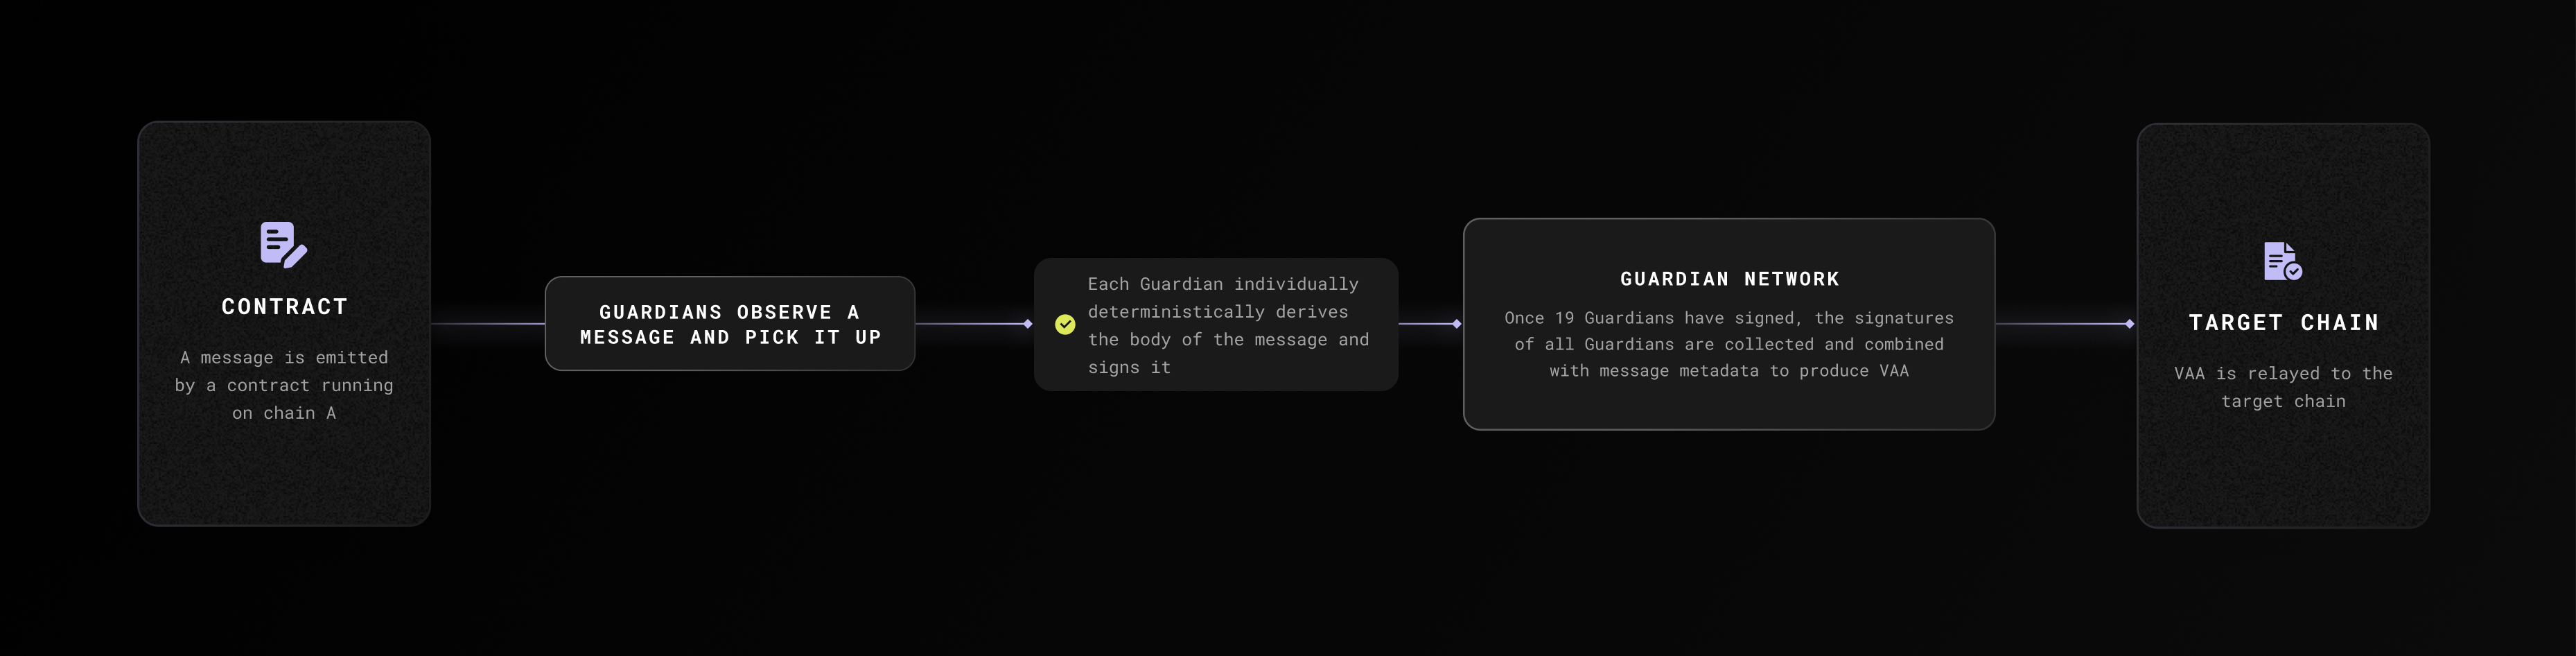 CONTRACT
A message is emitted
by a contract running
on chain A
GUARDIANS OBSERVE A
MESSAGE AND PICK IT UP
Each Guardian individually
deterministically derives
the body of the message and
signs it
GUARDIAN NETWORK
Once 19 Guardians have signed, the signatures
of all Guardians are collected and combined
with message metadata to produce VAA
TARGET CHAIN
VAA is relayed to the
target chain